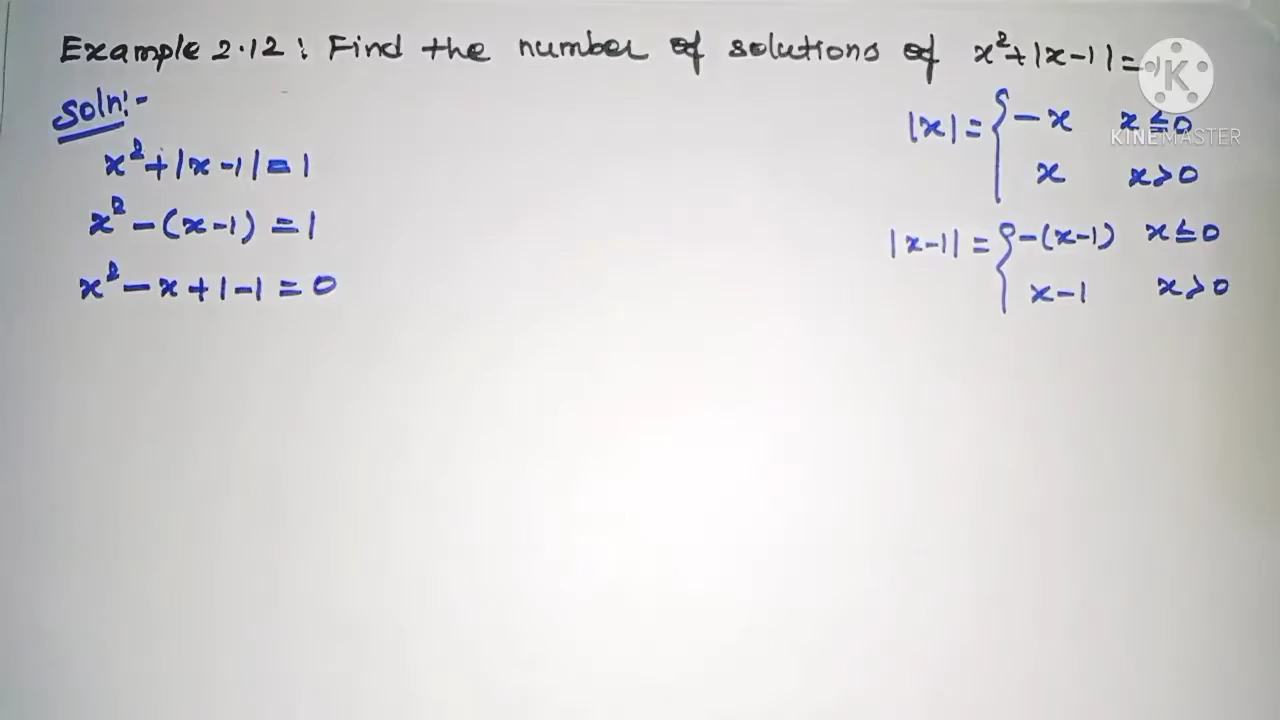 Example 2.12 : Find the number of solutions of x²+|x-1|=
Soln:-
x²+|x-1|=1
x²-(x-1)=1
x²-x+1-1=0
|x|={-x x≤0
x x>0
|x-1|={-(x-1) x≤0
x-1 x>0
K
KINEMASTER